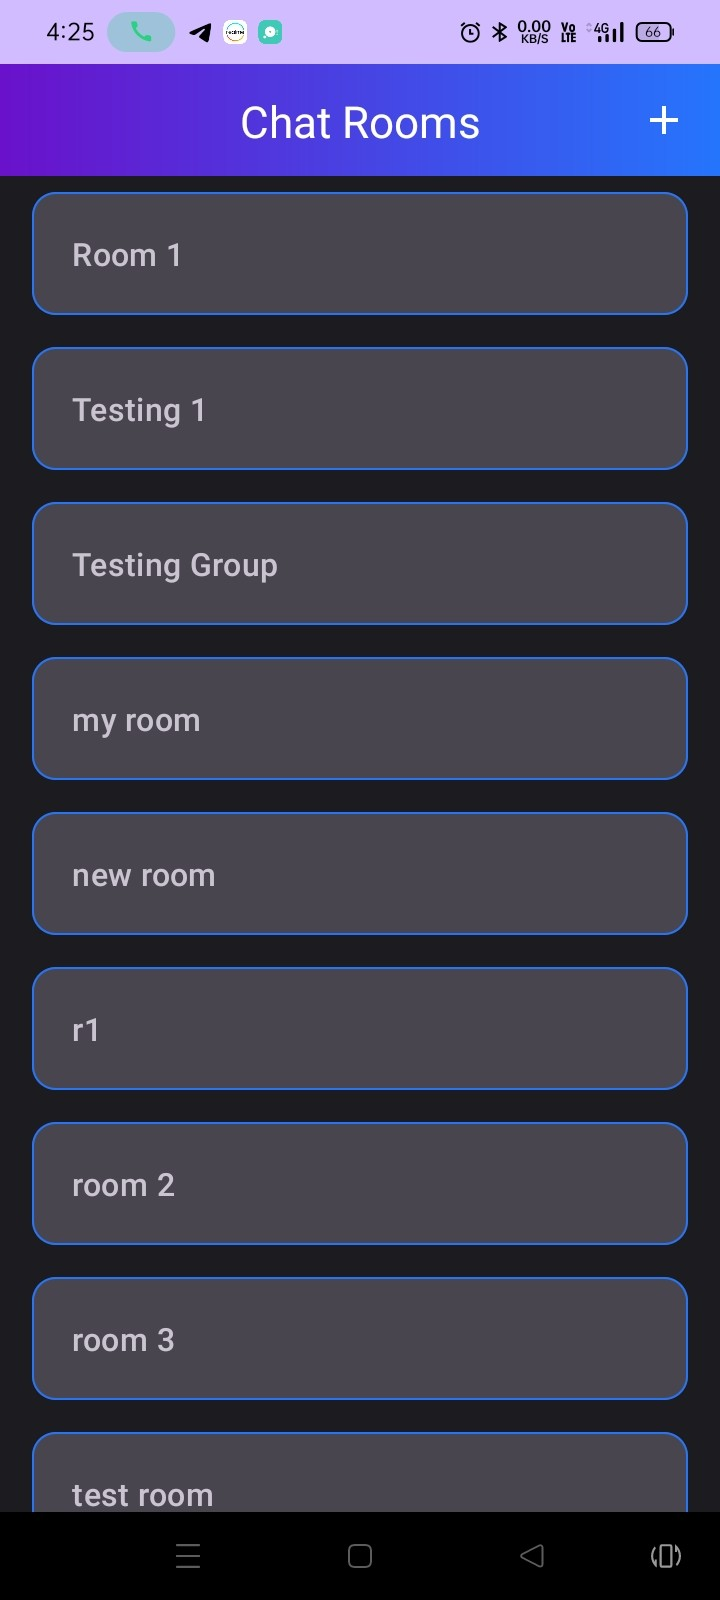 4:25
realme
0.00
KB/S
Vo
LTE
4G
66
Chat Rooms
+
Room 1
Testing 1
Testing Group
my room
new room
r1
room 2
room 3
test room